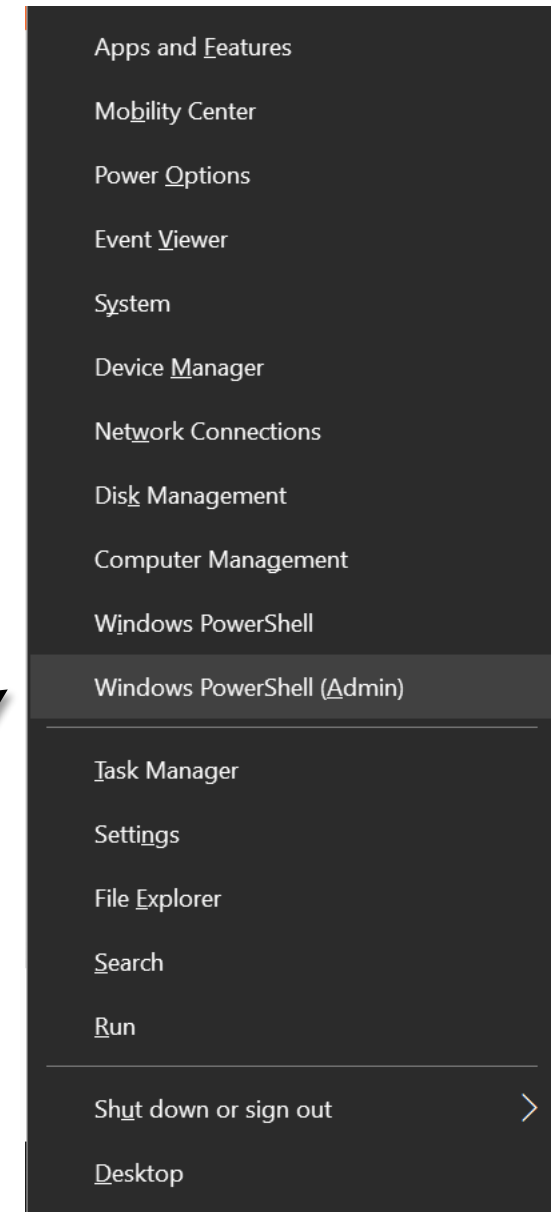 Apps and Features
Mobility Center
Power Options
Event Viewer
System
Device Manager
Network Connections
Disk Management
Computer Management
Windows PowerShell
Windows PowerShell (Admin)
Task Manager
Settings
File Explorer
Search
Run
Shut down or sign out
Desktop